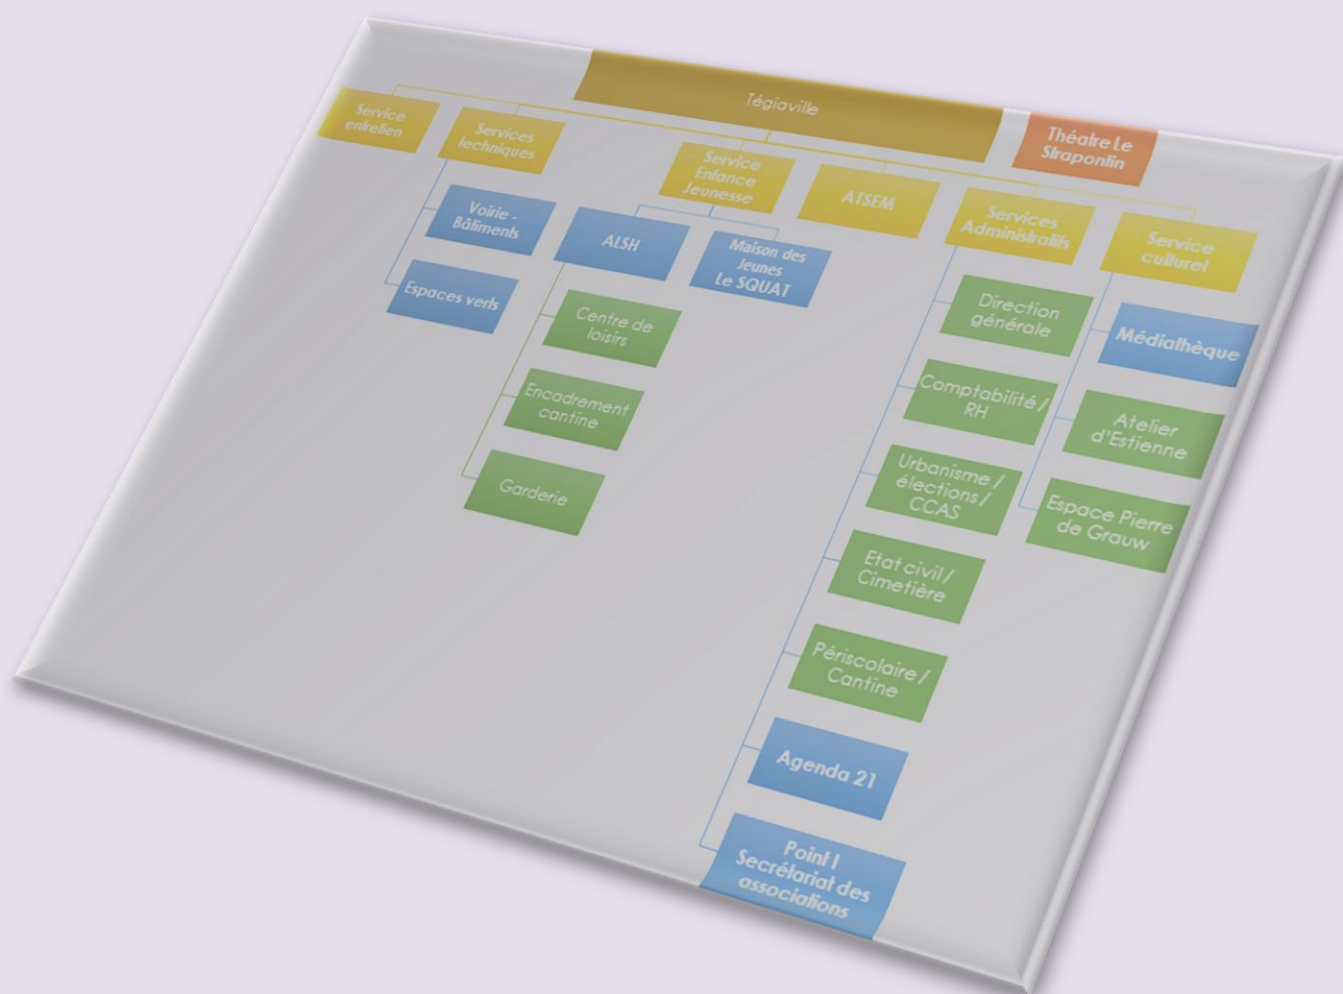 Tégiaville
Théatre Le
Strapontin
Service
entretien
Services
techniques
Service
Enfance
Jeunesse
ATSEM
Services
Administratifs
Service
culturel
Voirie -
Bâtiments
Espaces verts
ALSH
Maison des
Jeunes
Le SQUAT
Centre de
loisirs
Encadrement
cantine
Garderie
Direction
générale
Comptabilité /
RH
Urbanisme /
élections /
CCAS
Etat civil /
Cimetière
Périscolaire /
Cantine
Agenda 21
Point I
Secrétariat des
associations
Médiathèque
Atelier
d'Estienne
Espace Pierre
de Grauw